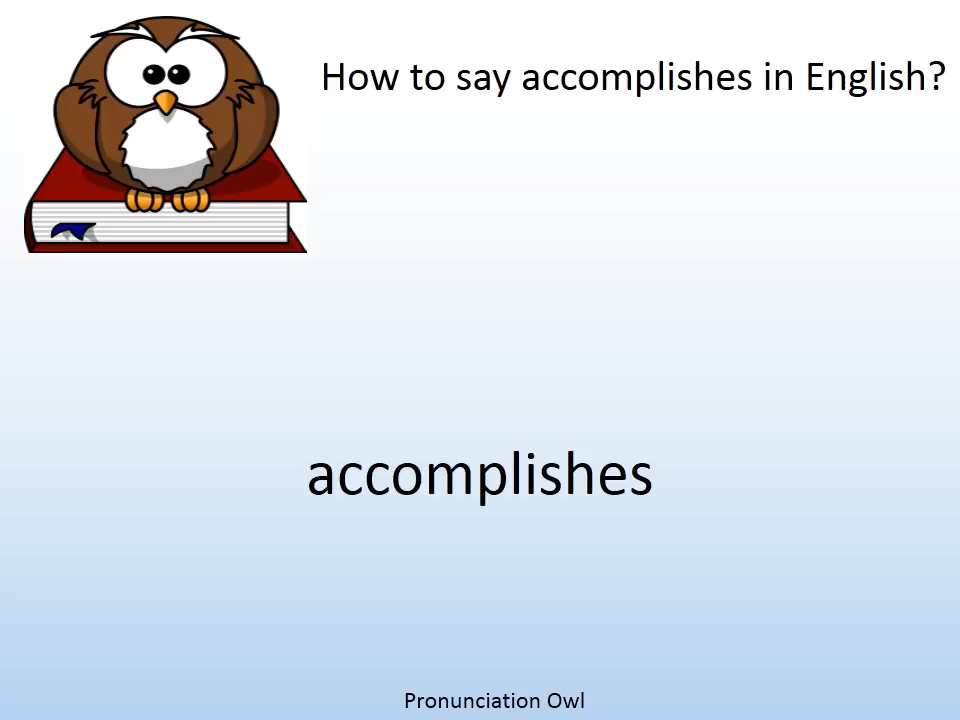 How to say accomplishes in English?
accomplishes
Pronunciation Owl